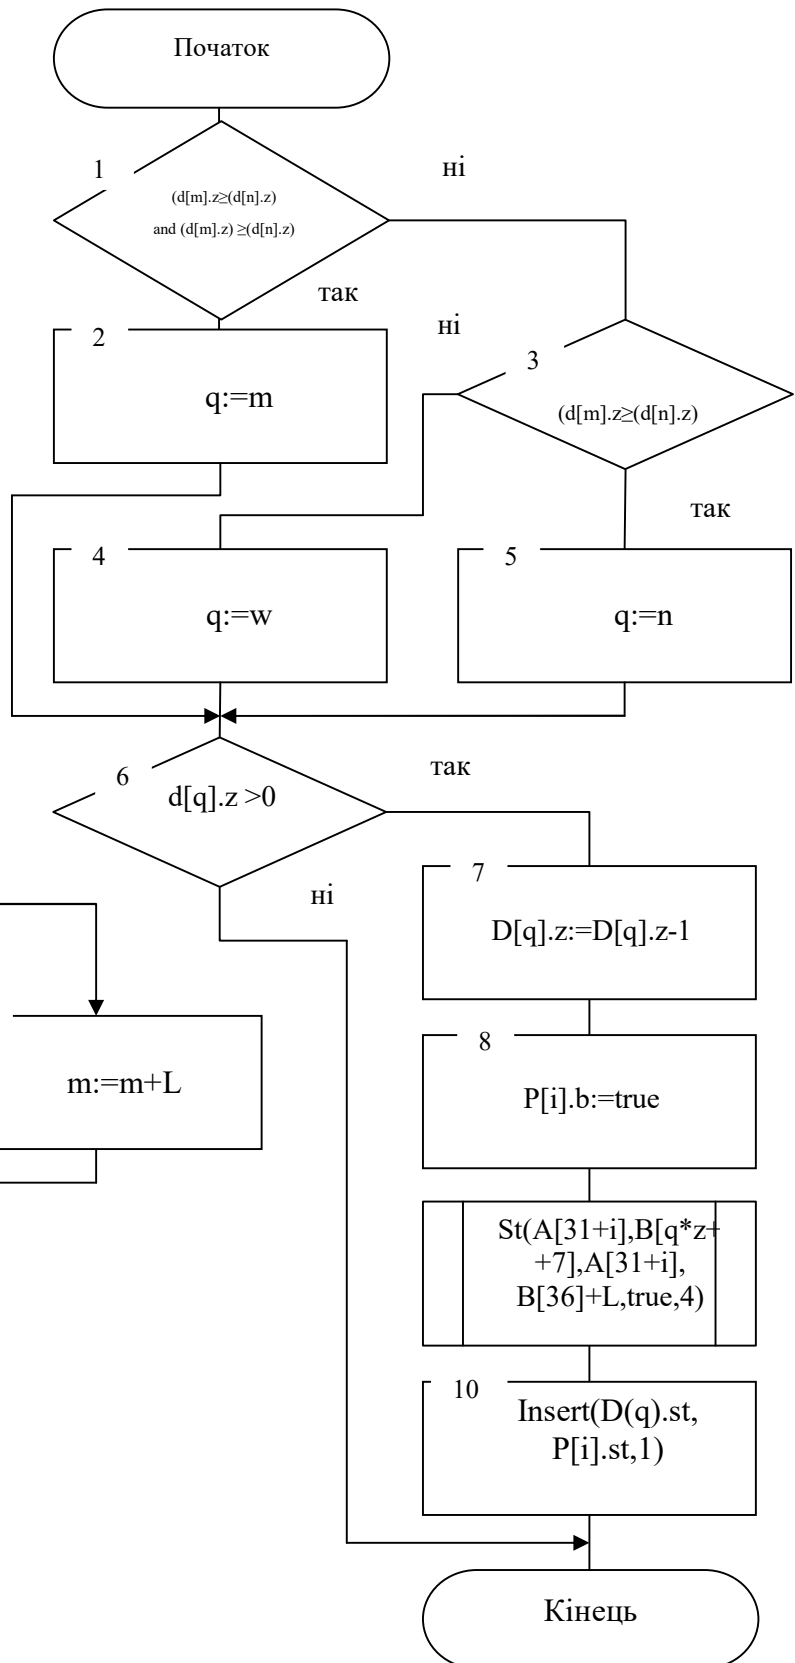 Початок
1
ні
(d[m].z≥(d[n].z)
and (d[m].z) ≥(d[n].z)
так
2
ні
3
q:=m
(d[m].z≥(d[n].z)
так
4
5
q:=w
q:=n
6
d[q].z >0
так
7
ні
D[q].z:=D[q].z-1
8
m:=m+L
P[i].b:=true
St(A[31+i],B[q*z+
+7],A[31+i],
B[36]+L,true,4)
10
Insert(D(q).st,
P[i].st,1)
Кінець